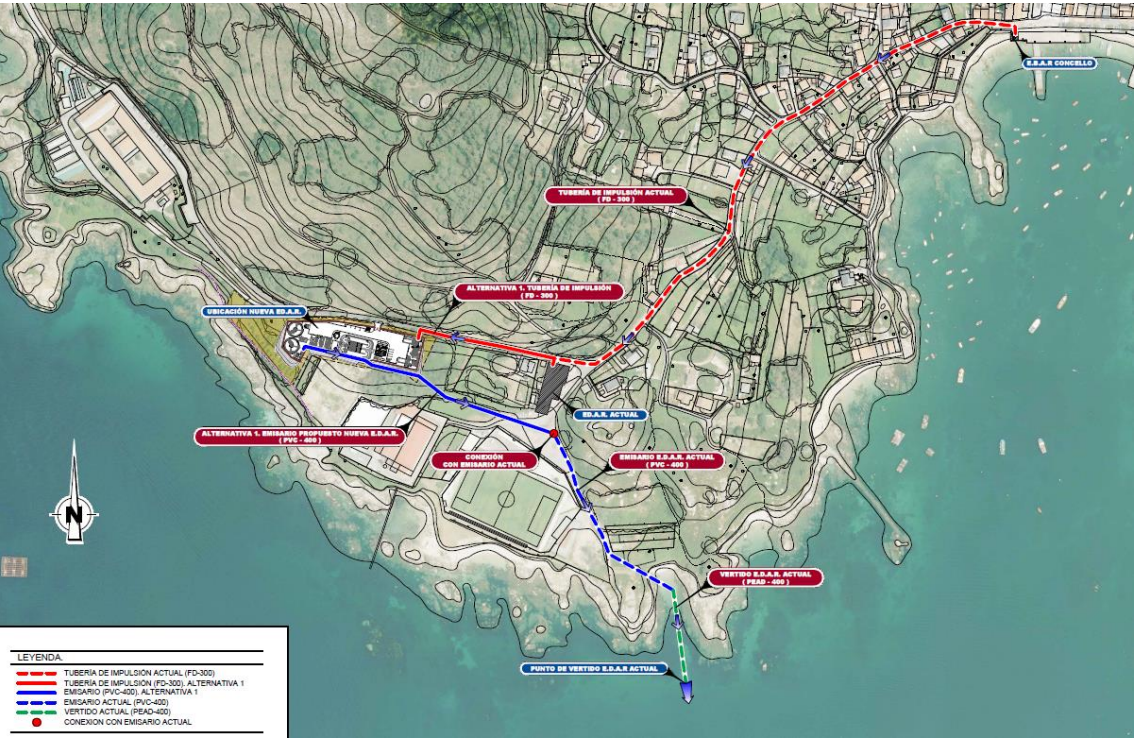 E.D.A.R CONCELLO
TUBERÍA DE IMPULSIÓN ACTUAL
( FD - 300 )
ALTERNATIVA 1. TUBERÍA DE IMPULSIÓN
( FD - 300 )
UBICACIÓN NUEVA ED.A.R.
ED.A.R. ACTUAL
ALTERNATIVA 1. EMISARIO PROPUESTO NUEVA E.D.A.R.
( PVC - 400 )
CONEXIÓN
CON EMISARIO ACTUAL
EMISARIO E.D.A.R. ACTUAL
( PVC - 400 )
N
VERTIDO E.D.A.R. ACTUAL
( PEAD - 400 )
PUNTO DE VERTIDO E.D.A.R ACTUAL
LEYENDA.
TUBERÍA DE IMPULSIÓN ACTUAL (FD-300)
TUBERÍA DE IMPULSIÓN (FD-300). ALTERNATIVA 1
EMISARIO (PVC-400). ALTERNATIVA 1
EMISARIO ACTUAL (PVC-400)
VERTIDO ACTUAL (PEAD-400)
CONEXION CON EMISARIO ACTUAL